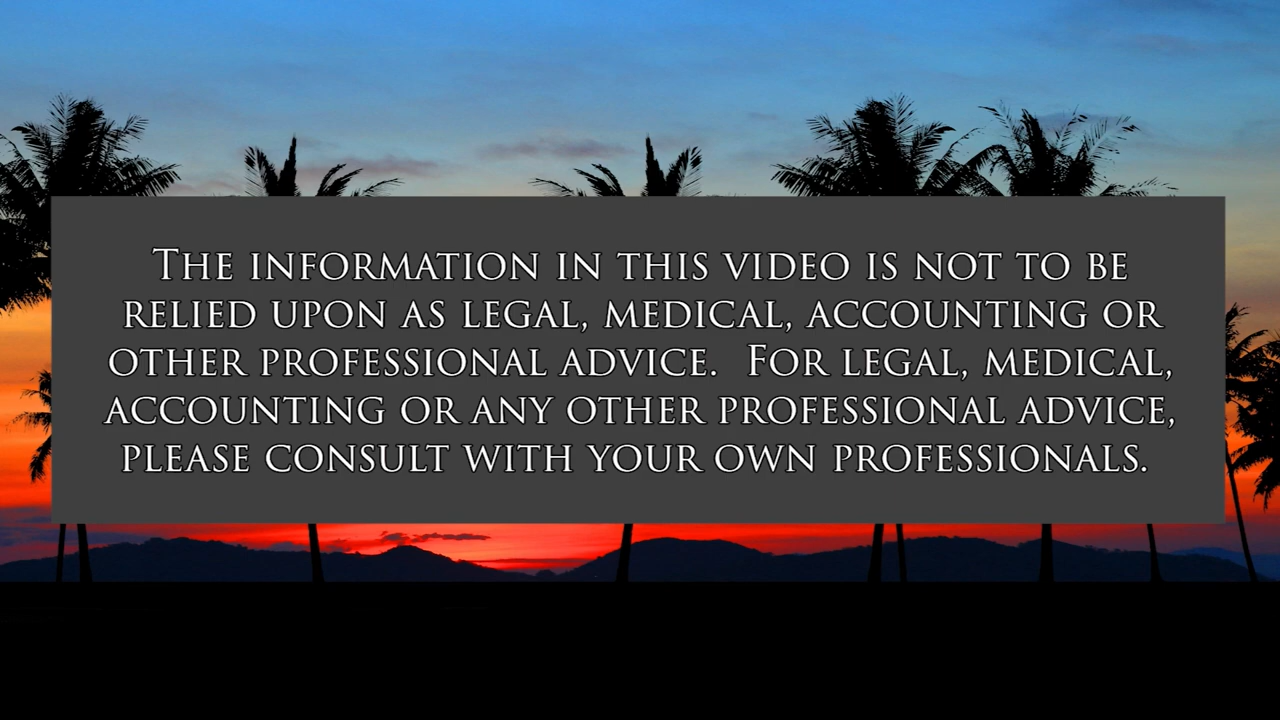 The information in this video is not to be
relied upon as legal, medical, accounting or
other professional advice.  For legal, medical,
accounting or any other professional advice,
please consult with your own professionals.